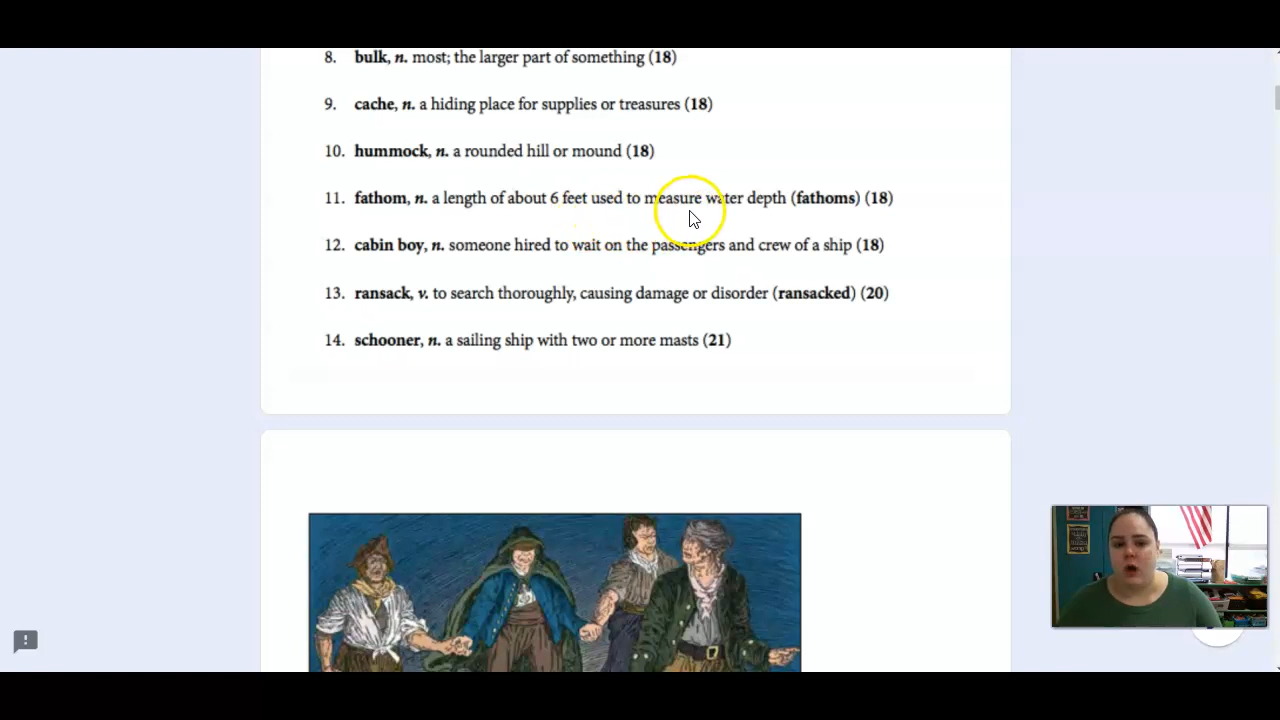 8. bulk, n. most; the larger part of something (18)
9. cache, n. a hiding place for supplies or treasures (18)
10. hummock, n. a rounded hill or mound (18)
11. fathom, n. a length of about 6 feet used to measure water depth (fathoms) (18)
12. cabin boy, n. someone hired to wait on the passengers and crew of a ship (18)
13. ransack, v. to search thoroughly, causing damage or disorder (ransacked) (20)
14. schooner, n. a sailing ship with two or more masts (21)